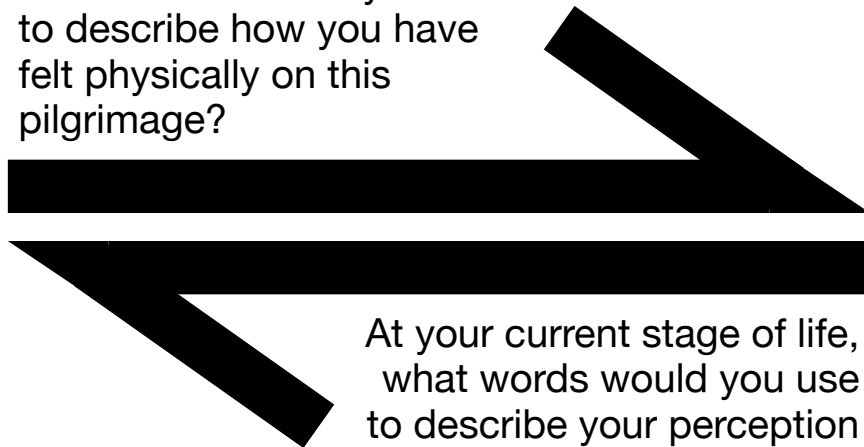 to describe how you have
felt physically on this
pilgrimage?
At your current stage of life,
what words would you use
to describe your perception